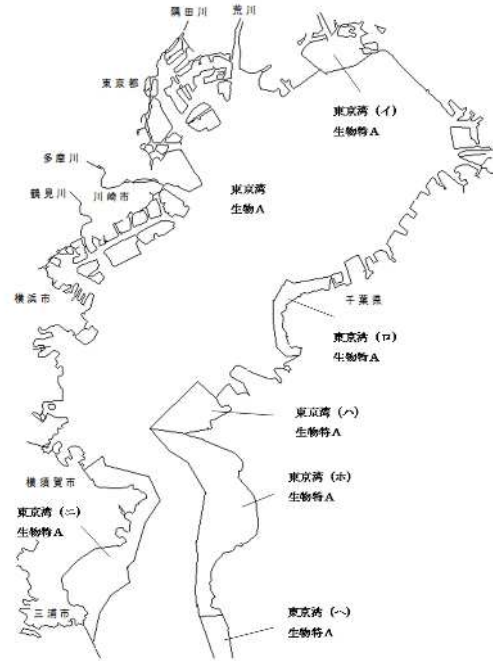 隅田川
荒川
東京都
東京湾（イ）
生物特A
多摩川
川崎市
鶴見川
東京湾
生物A
横浜市
千葉県
東京湾（ロ）
生物特A
東京湾（ハ）
生物特A
横須賀市
東京湾（ホ）
生物特A
東京湾（ニ）
生物特A
三浦市
東京湾（ヘ）
生物特A